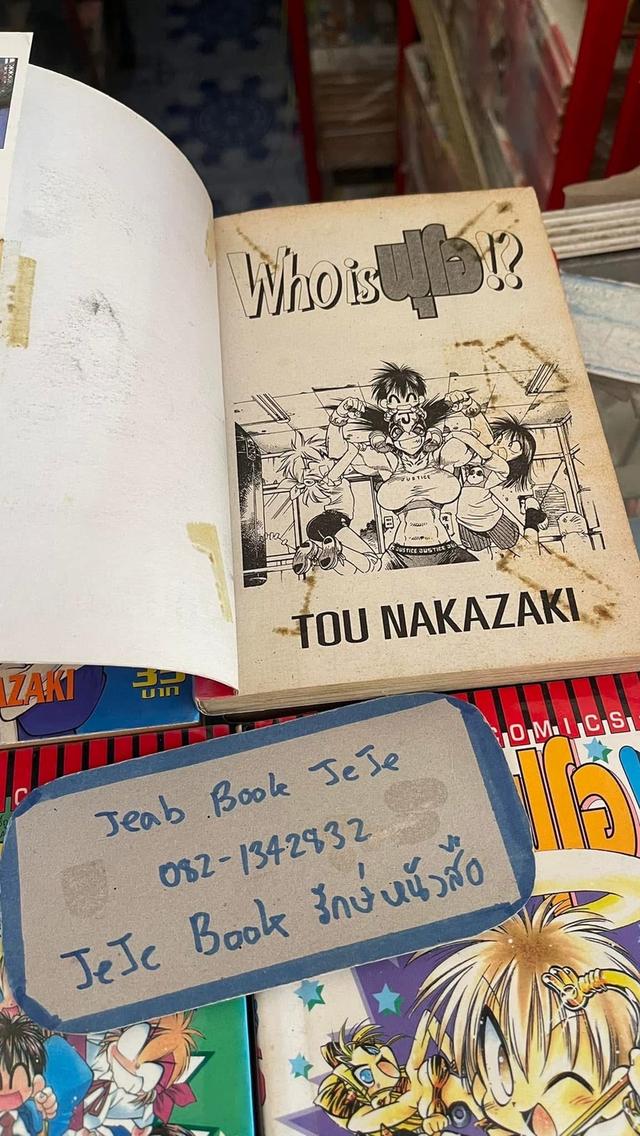 Who is ฟูโจ!?
JUSTICE
JUSTICE JUSTICE
TOU NAKAZAKI
AZAKI
35
บาท
COMICS
Jeab Book JeJe
082-1342832
JeJe Book รักษ์หนังสือ